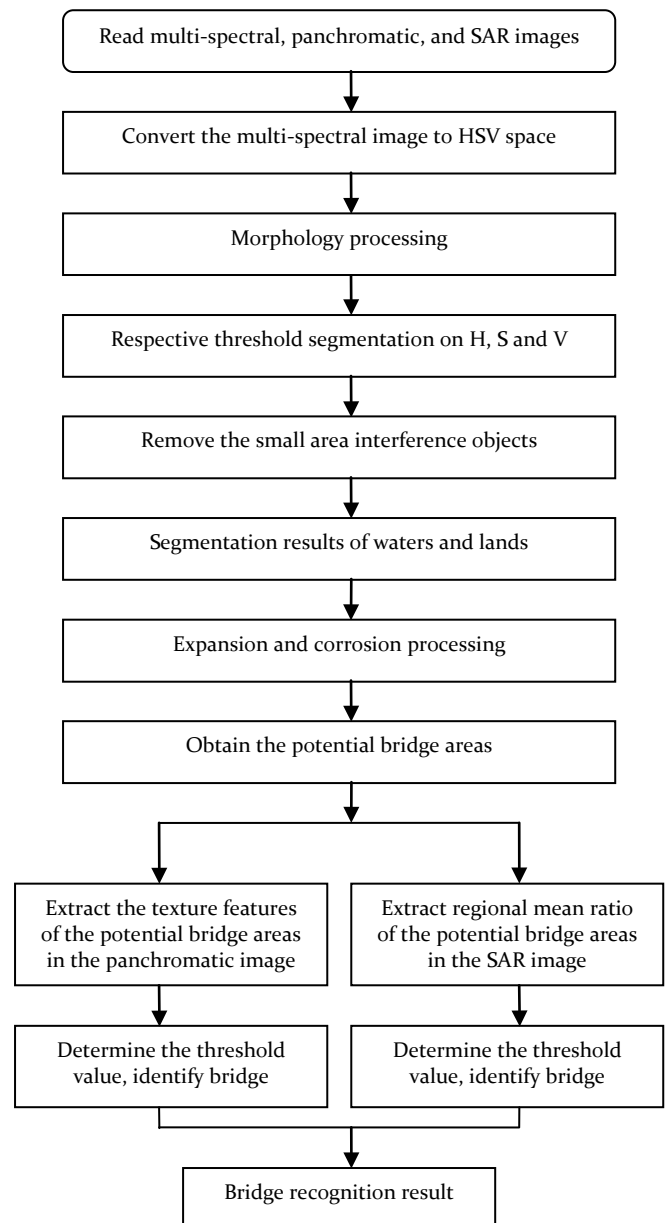 Read multi-spectral, panchromatic, and SAR images
Convert the multi-spectral image to HSV space
Morphology processing
Respective threshold segmentation on H, S and V
Remove the small area interference objects
Segmentation results of waters and lands
Expansion and corrosion processing
Obtain the potential bridge areas
Extract the texture features
of the potential bridge areas
in the panchromatic image
Extract regional mean ratio
of the potential bridge areas
in the SAR image
Determine the threshold
value, identify bridge
Determine the threshold
value, identify bridge
Bridge recognition result